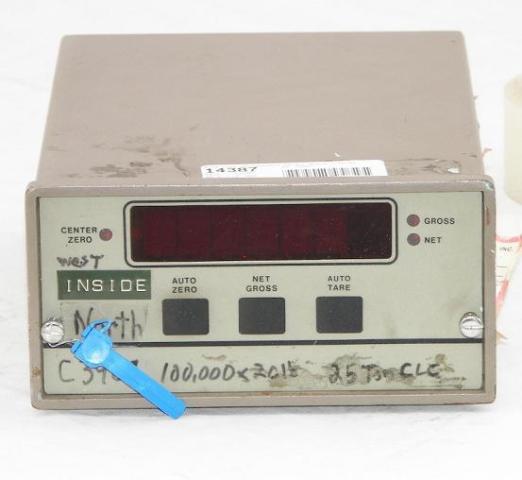 14387
GROSS
CENTER
ZERO
NET
West
INSIDE
AUTO
ZERO
NET
GROSS
AUTO
TARE
North
100,000 x 20 lb
25 Ton CLC